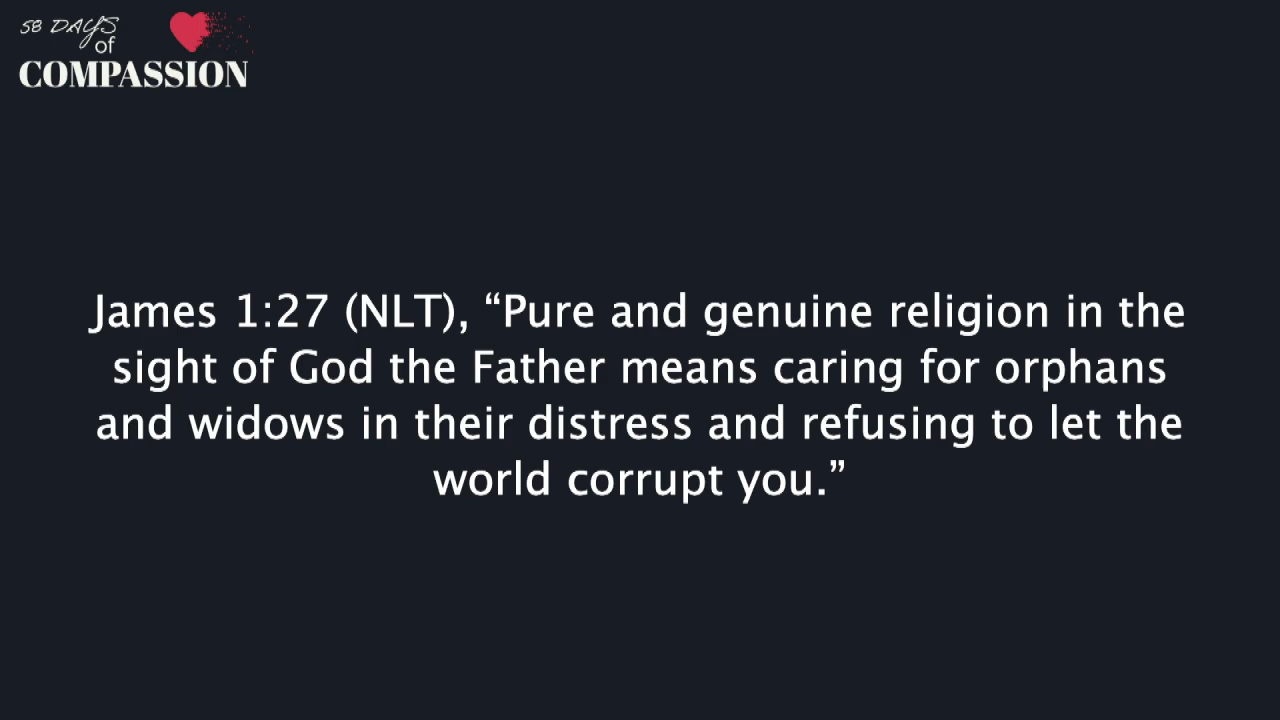 58 DAYS
of
COMPASSION
James 1:27 (NLT), “Pure and genuine religion in the
sight of God the Father means caring for orphans
and widows in their distress and refusing to let the
world corrupt you.”